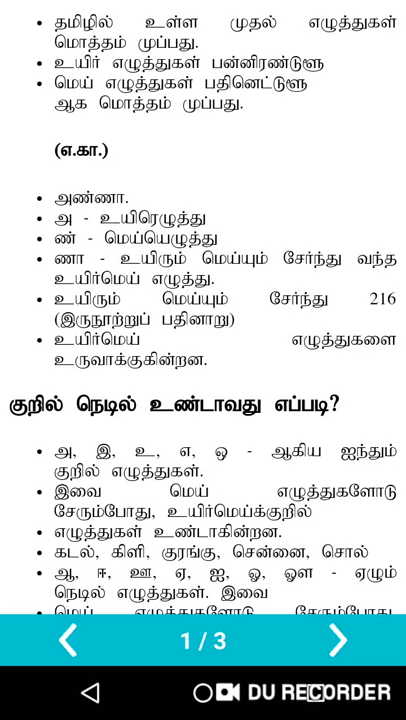 தமிழில் உள்ள முதல் எழுத்துகள்
மொத்தம் முப்பது.
உயிர் எழுத்துகள் பன்னிரண்டுளூ
மெய் எழுத்துகள் பதினெட்டுளூ
ஆக மொத்தம் முப்பது.
(எ.கா.)
அண்ணா.
அ - உயிரெழுத்து
ண் - மெய்யெழுத்து
ணா - உயிரும் மெய்யும் சேர்ந்து வந்த
உயிர்மெய் எழுத்து.
உயிரும் மெய்யும் சேர்ந்து 216
(இருநூற்றுப் பதினாறு)
உயிர்மெய் எழுத்துகளை
உருவாக்குகின்றன.
குறில் நெடில் உண்டாவது எப்படி?
அ, இ, உ, எ, ஒ - ஆகிய ஐந்தும்
குறில் எழுத்துகள்.
இவை மெய் எழுத்துகளோடு
சேரும்போது, உயிர்மெய்க்குறில்
எழுத்துகள் உண்டாகின்றன.
கடல், கிளி, குரங்கு, சென்னை, சொல்
ஆ, ஈ, ஊ, ஏ, ஐ, ஓ, ஒள - ஏழும்
நெடில் எழுத்துகள். இவை
மெய் எழுத்துகளோடு சேரும்போது,
1 / 3
DU RECORDER